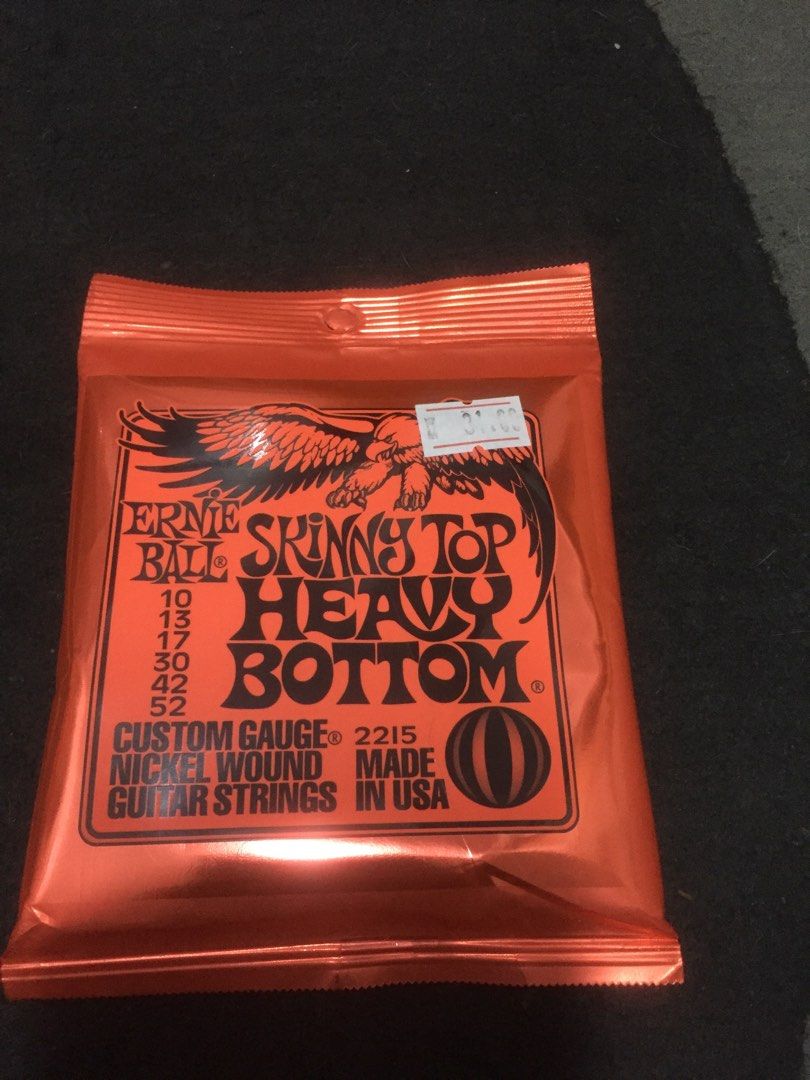 ERNIE
BALL®
SKINNY TOP
HEAVY
BOTTOM®
10
13
17
30
42
52
CUSTOM GAUGE®
NICKEL WOUND
GUITAR STRINGS
2215
MADE
IN USA